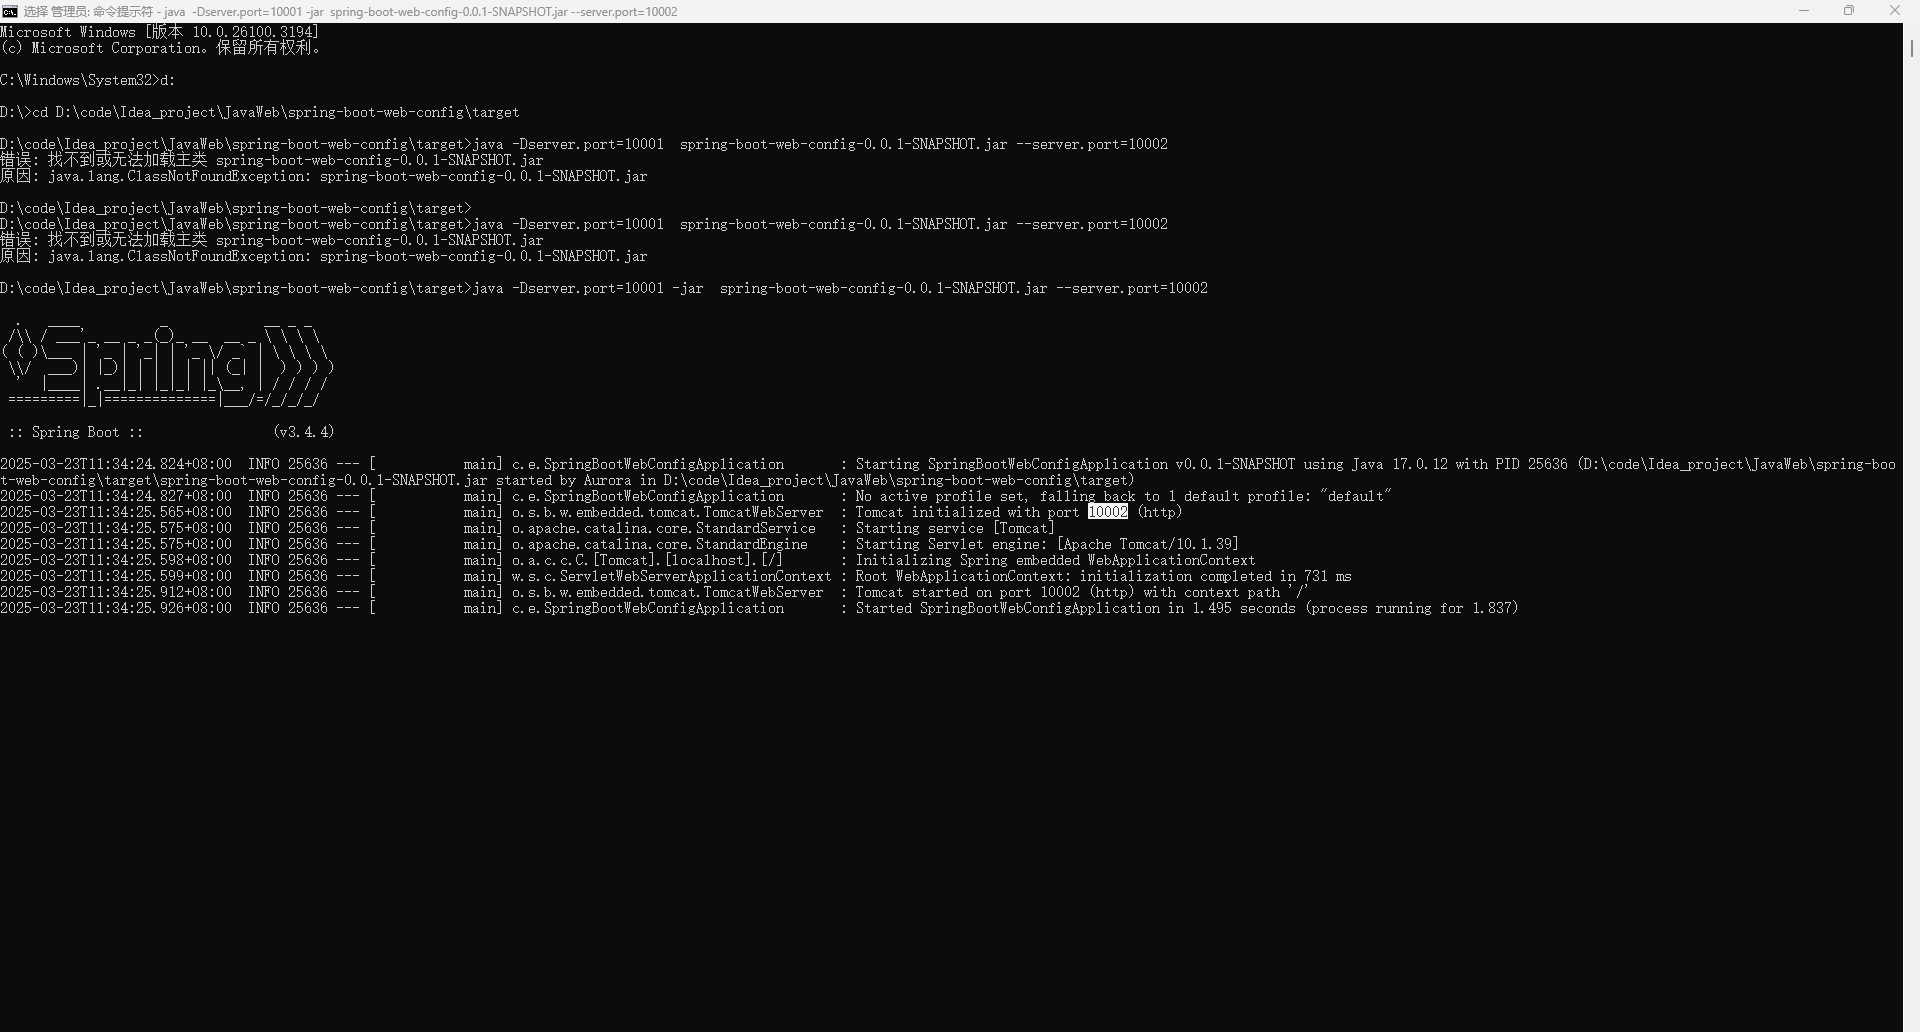 选择 管理员: 命令提示符 - java  -Dserver.port=10001 -jar  spring-boot-web-config-0.0.1-SNAPSHOT.jar --server.port=10002
Microsoft Windows [版本 10.0.26100.3194]
(c) Microsoft Corporation。保留所有权利。
C:\Windows\System32>d:
D:\>cd D:\code\Idea_project\JavaWeb\spring-boot-web-config\target
D:\code\Idea_project\JavaWeb\spring-boot-web-config\target>java -Dserver.port=10001  spring-boot-web-config-0.0.1-SNAPSHOT.jar --server.port=10002
错误: 找不到或无法加载主类 spring-boot-web-config-0.0.1-SNAPSHOT.jar
原因: java.lang.ClassNotFoundException: spring-boot-web-config-0.0.1-SNAPSHOT.jar
D:\code\Idea_project\JavaWeb\spring-boot-web-config\target>
D:\code\Idea_project\JavaWeb\spring-boot-web-config\target>java -Dserver.port=10001  spring-boot-web-config-0.0.1-SNAPSHOT.jar --server.port=10002
错误: 找不到或无法加载主类 spring-boot-web-config-0.0.1-SNAPSHOT.jar
原因: java.lang.ClassNotFoundException: spring-boot-web-config-0.0.1-SNAPSHOT.jar
D:\code\Idea_project\JavaWeb\spring-boot-web-config\target>java -Dserver.port=10001 -jar  spring-boot-web-config-0.0.1-SNAPSHOT.jar --server.port=10002
Spring
 :: Spring Boot ::                (v3.4.4)
2025-03-23T11:34:24.824+08:00  INFO 25636 --- [           main] c.e.SpringBootWebConfigApplication       : Starting SpringBootWebConfigApplication v0.0.1-SNAPSHOT using Java 17.0.12 with PID 25636 (D:\code\Idea_project\JavaWeb\spring-boo
t-web-config\target\spring-boot-web-config-0.0.1-SNAPSHOT.jar started by Aurora in D:\code\Idea_project\JavaWeb\spring-boot-web-config\target)
2025-03-23T11:34:24.827+08:00  INFO 25636 --- [           main] c.e.SpringBootWebConfigApplication       : No active profile set, falling back to 1 default profile: "default"
2025-03-23T11:34:25.565+08:00  INFO 25636 --- [           main] o.s.b.w.embedded.tomcat.TomcatWebServer  : Tomcat initialized with port 10002 (http)
2025-03-23T11:34:25.575+08:00  INFO 25636 --- [           main] o.apache.catalina.core.StandardService   : Starting service [Tomcat]
2025-03-23T11:34:25.575+08:00  INFO 25636 --- [           main] o.apache.catalina.core.StandardEngine    : Starting Servlet engine: [Apache Tomcat/10.1.39]
2025-03-23T11:34:25.598+08:00  INFO 25636 --- [           main] o.a.c.c.C.[Tomcat].[localhost].[/]       : Initializing Spring embedded WebApplicationContext
2025-03-23T11:34:25.599+08:00  INFO 25636 --- [           main] w.s.c.ServletWebServerApplicationContext : Root WebApplicationContext: initialization completed in 731 ms
2025-03-23T11:34:25.912+08:00  INFO 25636 --- [           main] o.s.b.w.embedded.tomcat.TomcatWebServer  : Tomcat started on port 10002 (http) with context path '/'
2025-03-23T11:34:25.926+08:00  INFO 25636 --- [           main] c.e.SpringBootWebConfigApplication       : Started SpringBootWebConfigApplication in 1.495 seconds (process running for 1.837)